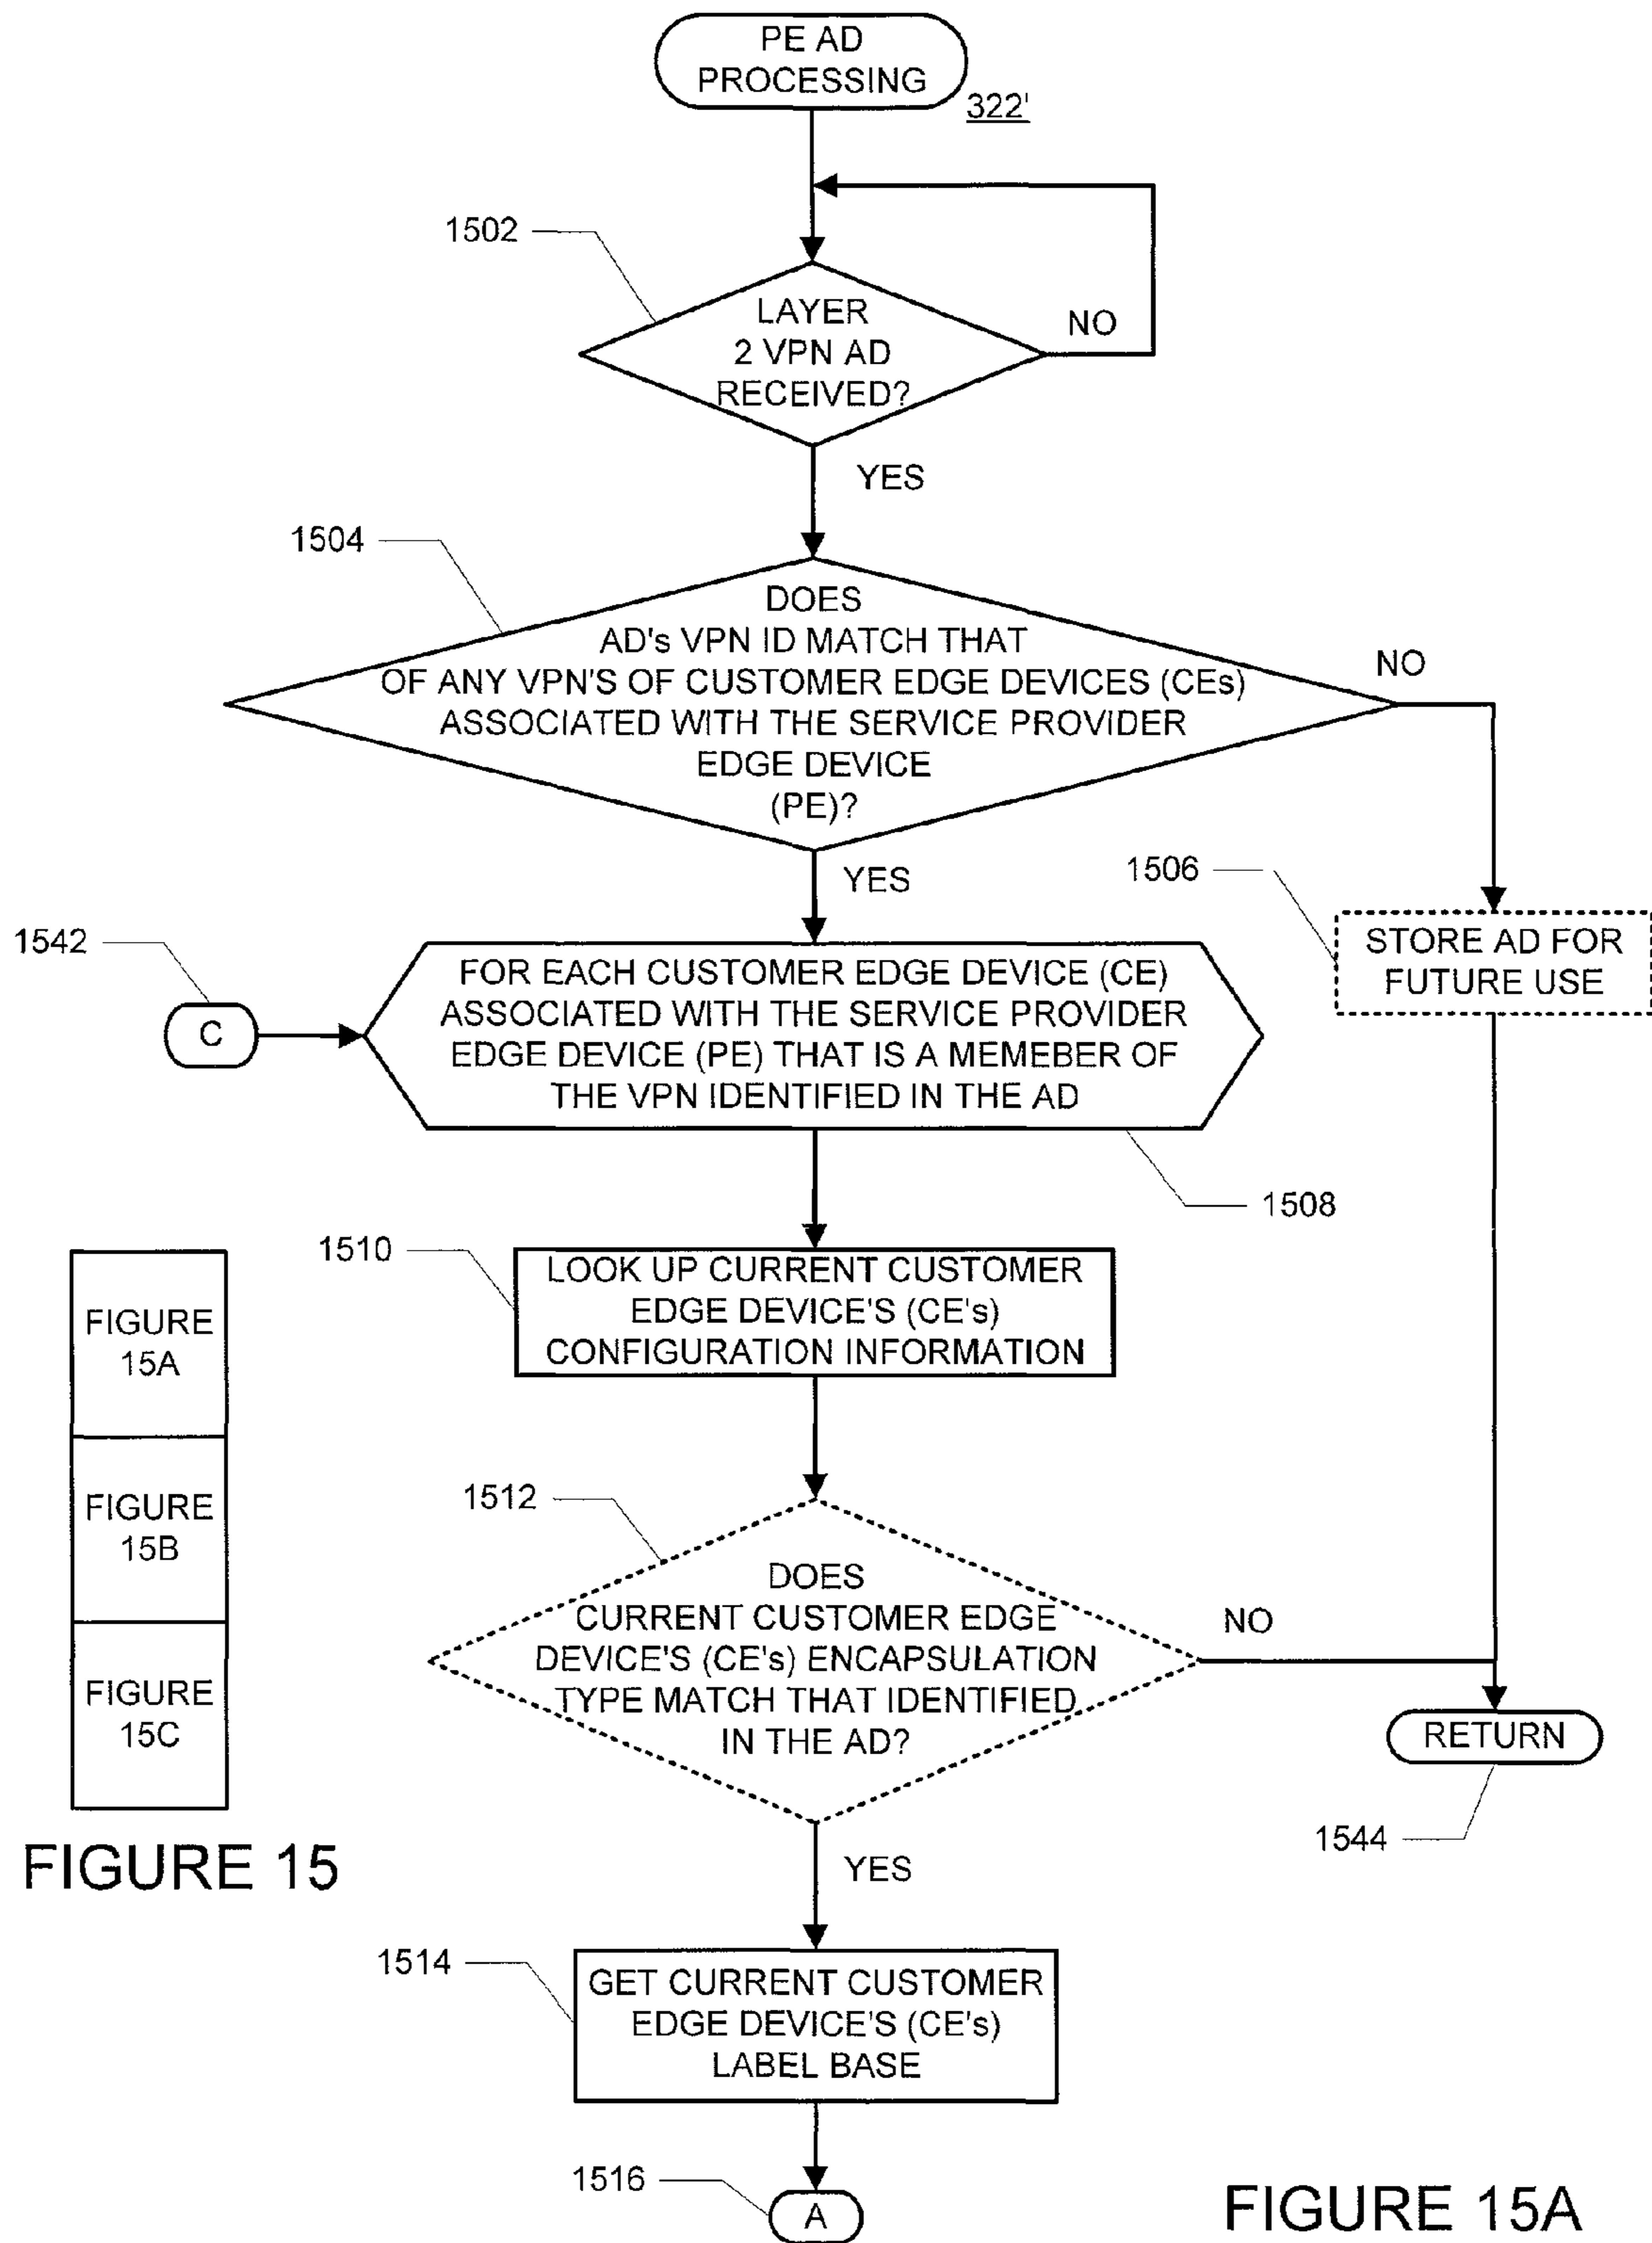 PE AD
PROCESSING
322'
1502
LAYER
2 VPN AD
RECEIVED?
NO
YES
1504
DOES
AD's VPN ID MATCH THAT
OF ANY VPN'S OF CUSTOMER EDGE DEVICES (CEs)
ASSOCIATED WITH THE SERVICE PROVIDER
EDGE DEVICE
(PE)?
NO
YES
1506
STORE AD FOR
FUTURE USE
1542
C
FOR EACH CUSTOMER EDGE DEVICE (CE)
ASSOCIATED WITH THE SERVICE PROVIDER
EDGE DEVICE (PE) THAT IS A MEMEBER OF
THE VPN IDENTIFIED IN THE AD
1508
1510
LOOK UP CURRENT CUSTOMER
EDGE DEVICE'S (CE's)
CONFIGURATION INFORMATION
FIGURE
15A
FIGURE
15B
FIGURE
15C
FIGURE 15
1512
DOES
CURRENT CUSTOMER EDGE
DEVICE'S (CE's) ENCAPSULATION
TYPE MATCH THAT IDENTIFIED
IN THE AD?
NO
RETURN
1544
YES
1514
GET CURRENT CUSTOMER
EDGE DEVICE'S (CE's)
LABEL BASE
1516
A
FIGURE 15A